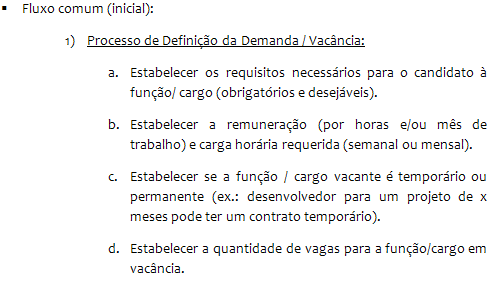 ▪ Fluxo comum (inicial):
1) Processo de Definição da Demanda / Vacância:
a. Estabelecer os requisitos necessários para o candidato à
função/ cargo (obrigatórios e desejáveis).
b. Estabelecer a remuneração (por horas e/ou mês de
trabalho) e carga horária requerida (semanal ou mensal).
c. Estabelecer se a função / cargo vacante é temporário ou
permanente (ex.: desenvolvedor para um projeto de x
meses pode ter um contrato temporário).
d. Estabelecer a quantidade de vagas para a função/cargo em
vacância.